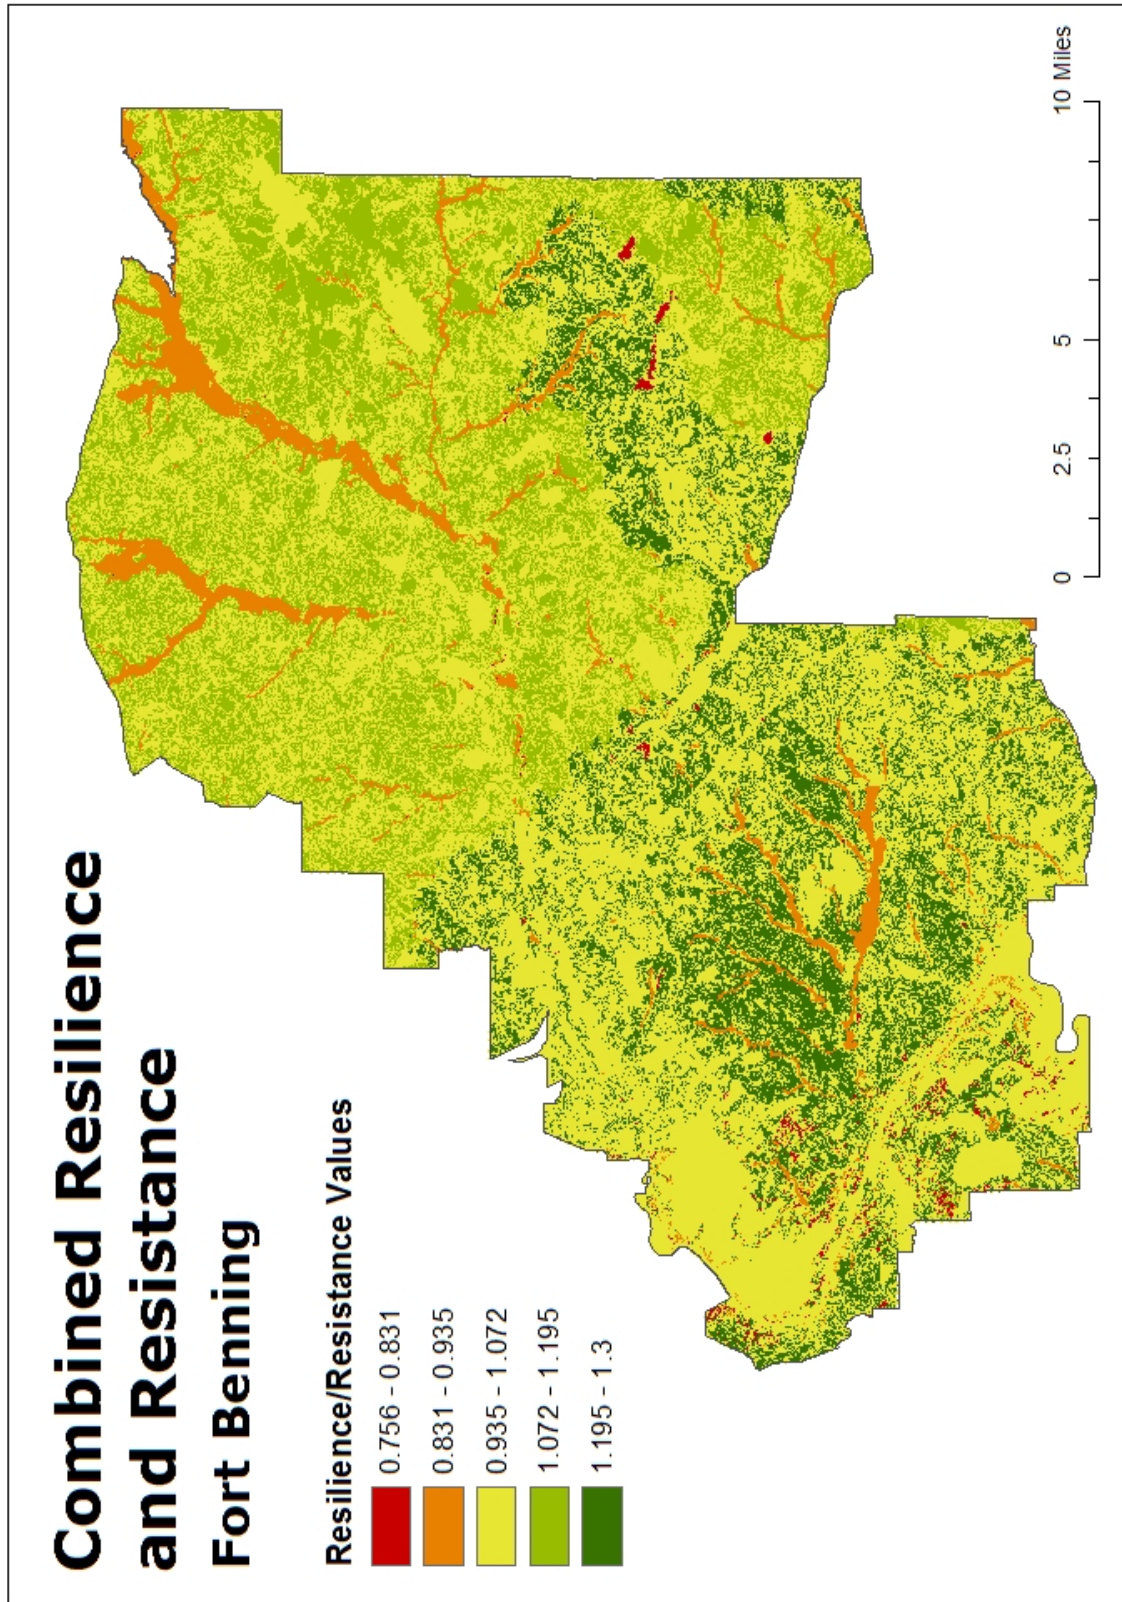 Combined Resilience
and Resistance
Fort Benning
Resilience/Resistance Values
0.756 - 0.831
0.831 - 0.935
0.935 - 1.072
1.072 - 1.195
1.195 - 1.3
0 2.5 5 10 Miles